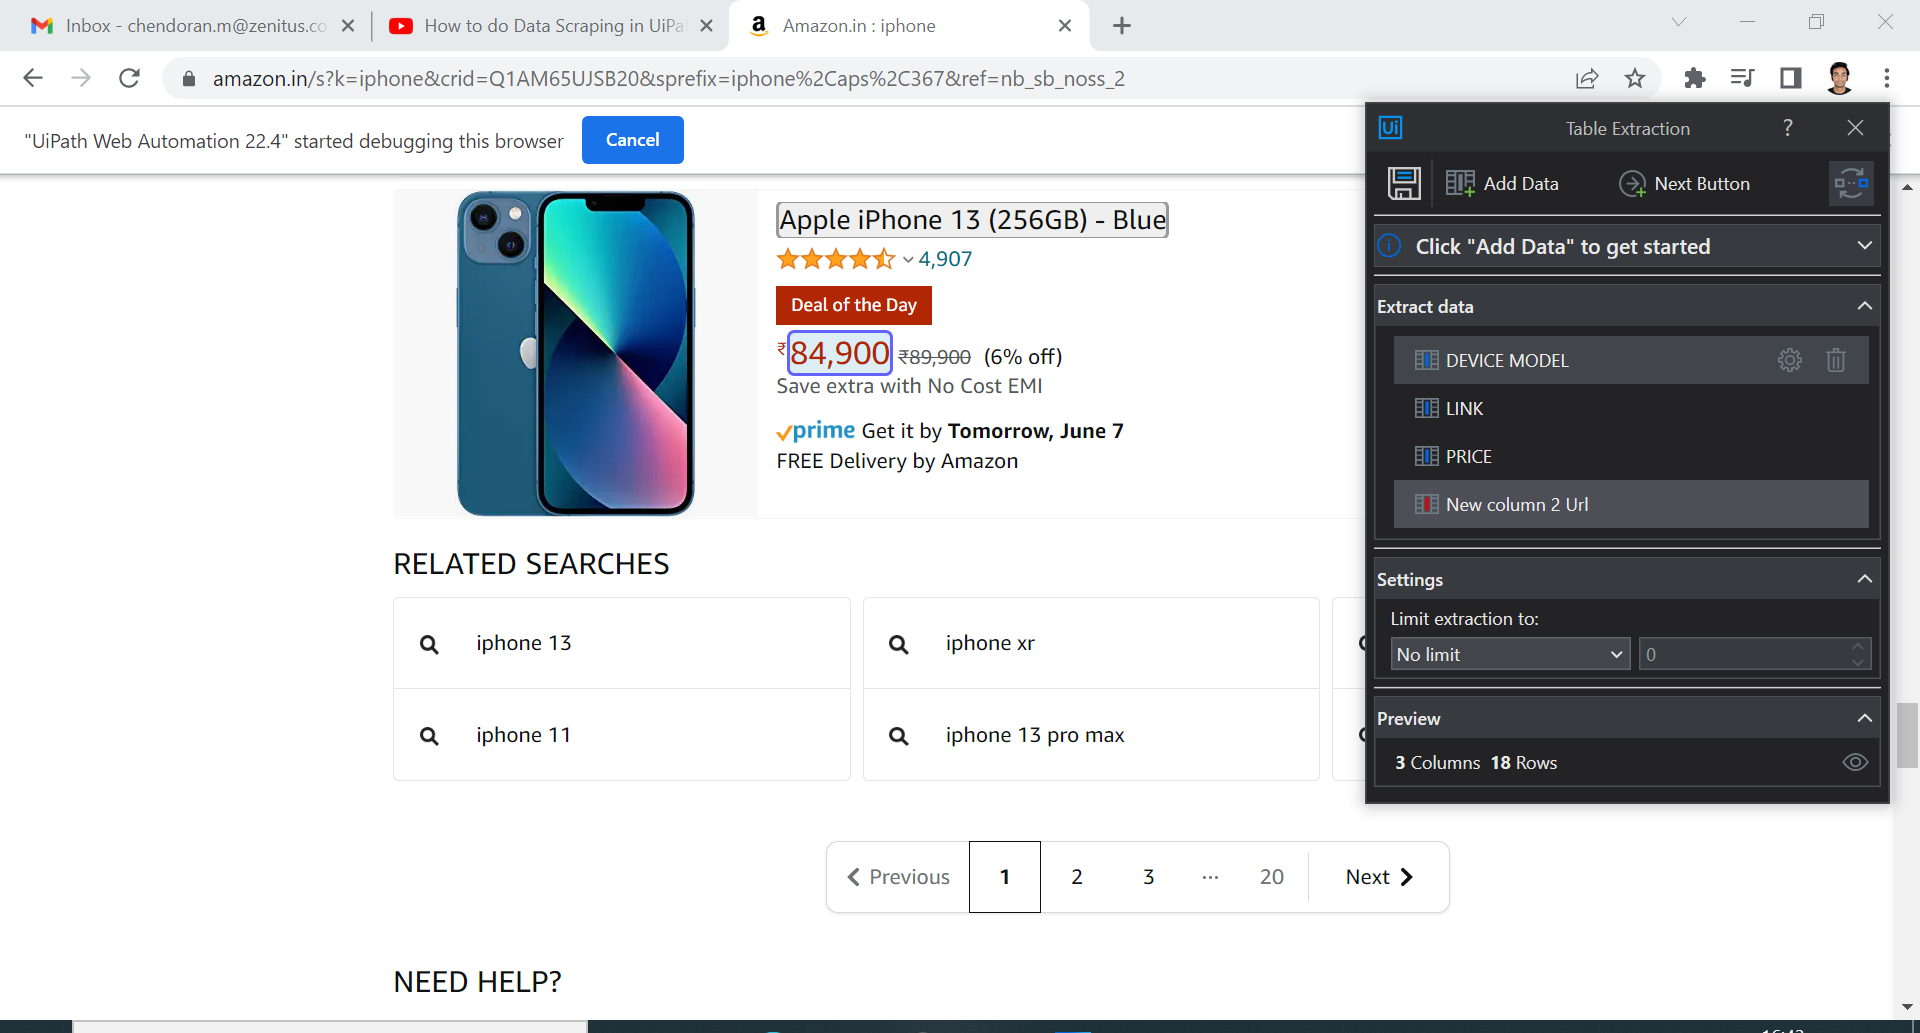 Inbox - chendoran.m@zenitus.co
How to do Data Scraping in UiPa
Amazon.in : iphone
amazon.in/s?k=iphone&crid=Q1AM65UJSB20&sprefix=iphone%2Caps%2C367&ref=nb_sb_noss_2
"UiPath Web Automation 22.4" started debugging this browser
Cancel
Apple iPhone 13 (256GB) - Blue
4,907
Deal of the Day
₹84,900 ₹89,900 (6% off)
Save extra with No Cost EMI
prime Get it by Tomorrow, June 7
FREE Delivery by Amazon
RELATED SEARCHES
iphone 13
iphone xr
iphone 11
iphone 13 pro max
Previous 1 2 3 ... 20 Next
NEED HELP?
Ui
Table Extraction
?
Add Data
Next Button
Click "Add Data" to get started
Extract data
DEVICE MODEL
LINK
PRICE
New column 2 Url
Settings
Limit extraction to:
No limit
0
Preview
3 Columns 18 Rows